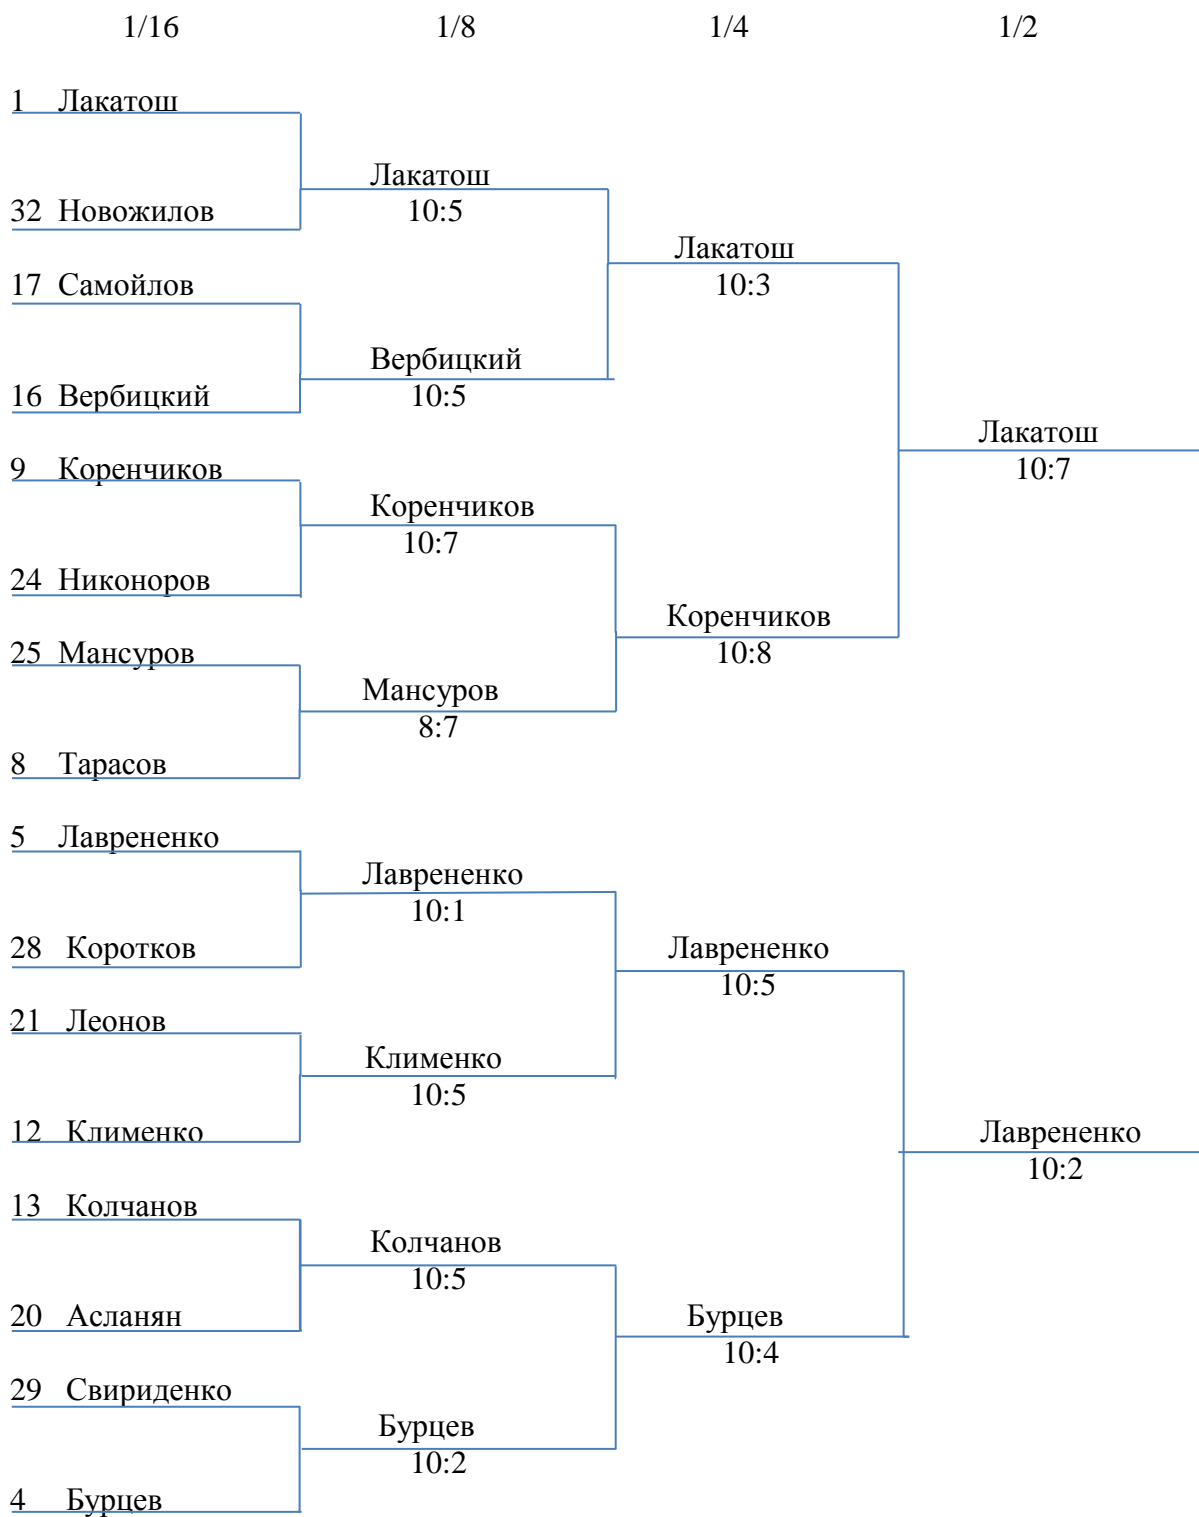 1/16 1/8 1/4 1/2
1 Лакатош
Лакатош
32 Новожилов 10:5
Лакатош
17 Самойлов 10:3
Вербицкий
16 Вербицкий 10:5
Лакатош
9 Коренчиков 10:7
Коренчиков
10:7
24 Никоноров
Коренчиков
25 Мансуров 10:8
Мансуров
8:7
8 Тарасов
5 Лаврененко
Лаврененко
10:1
28 Коротков Лаврененко
10:5
21 Леонов
Клименко
10:5
12 Клименко Лаврененко
10:2
13 Колчанов
Колчанов
10:5
20 Асланян Бурцев
10:4
29 Свириденко
Бурцев
10:2
4 Бурцев